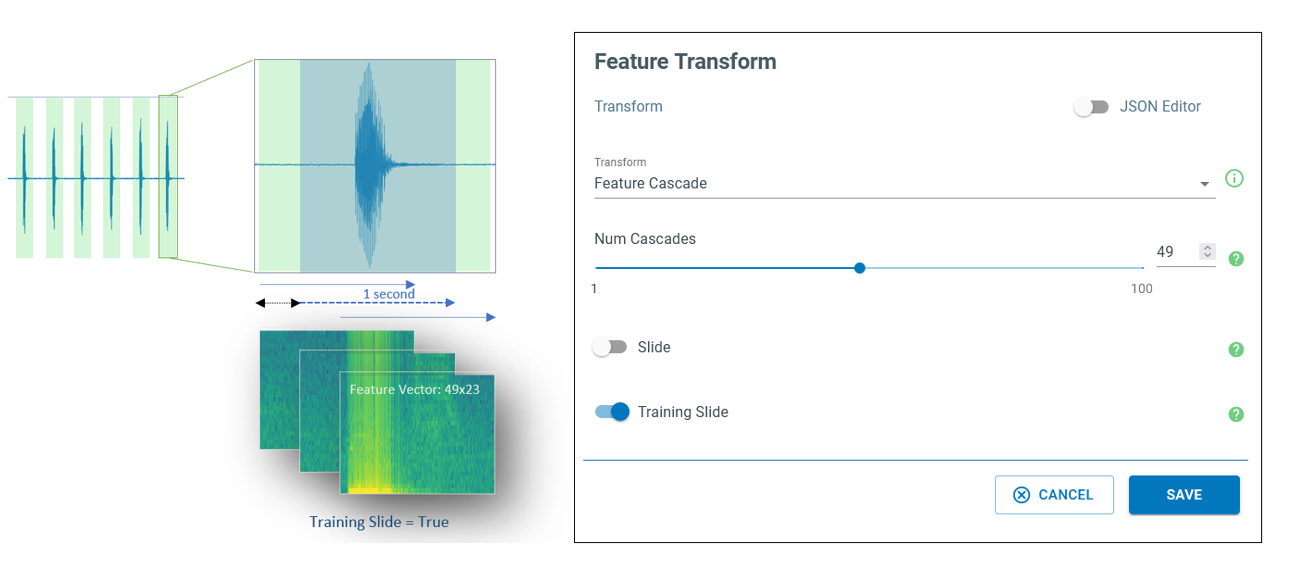 1 second
Feature Vector: 49x23
Training Slide = True
Feature Transform
Transform
JSON Editor
Transform
Feature Cascade
Num Cascades
49
1
100
Slide
Training Slide
CANCEL
SAVE